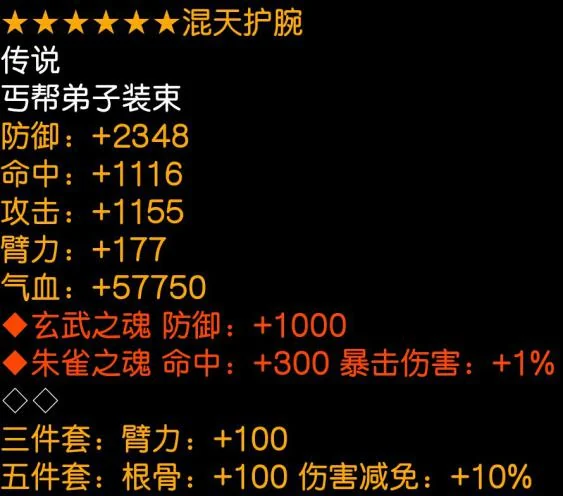 ★★★★★★混天护腕
传说
丐帮弟子装束
防御：+2348
命中：+1116
攻击：+1155
臂力：+177
气血：+57750
◆玄武之魂 防御：+1000
◆朱雀之魂 命中：+300 暴击伤害：+1%
◇◇
三件套：臂力：+100
五件套：根骨：+100 伤害减免：+10%